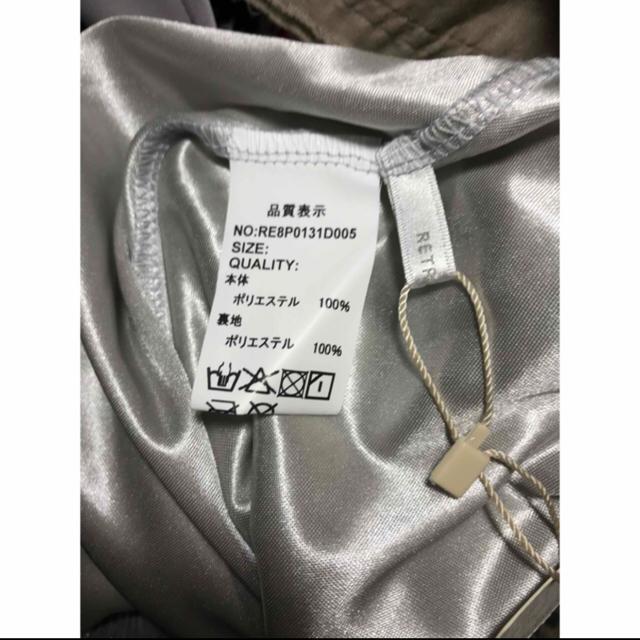 品質表示
NO:RE8P0131D005
SIZE:
QUALITY:
本体
ポリエステル 100%
裏地
ポリエステル 100%
RETR